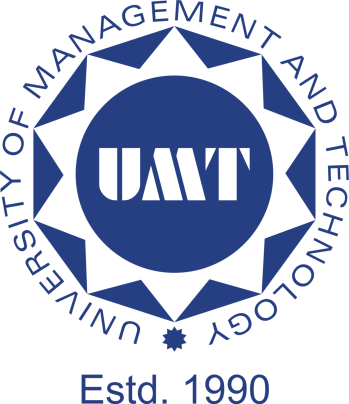 UNIVERSITY OF MANAGEMENT AND TECHNOLOGY
UMT
Estd. 1990